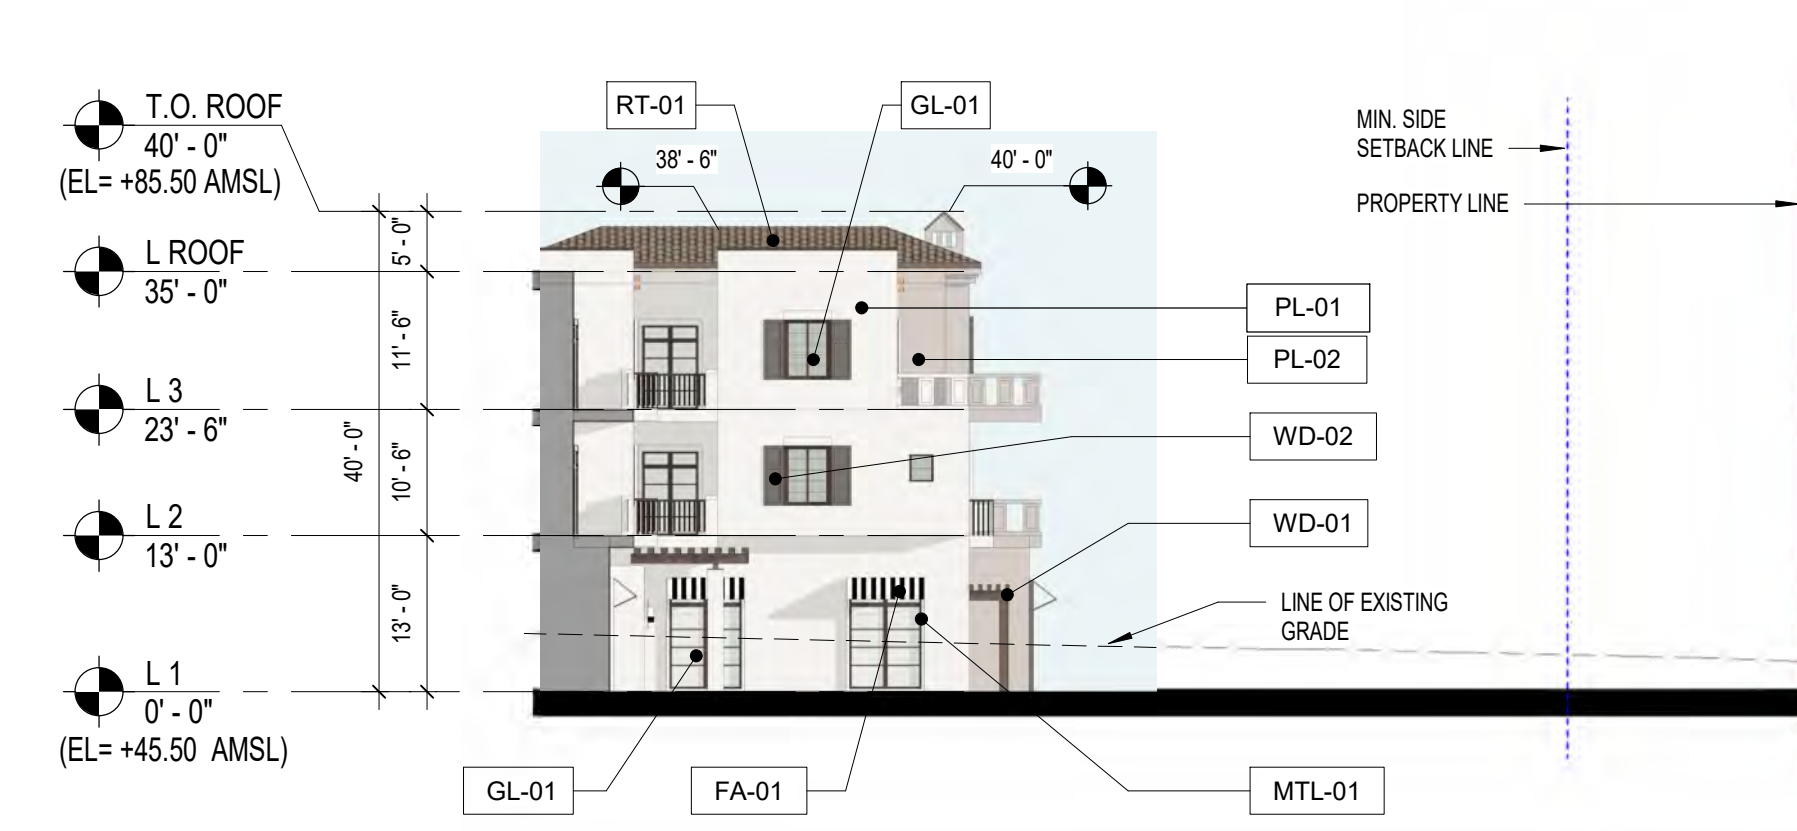 T.O. ROOF
40' - 0"
(EL= +85.50 AMSL)
L ROOF
35' - 0"
L 3
23' - 6"
L 2
13' - 0"
L 1
0' - 0"
(EL= +45.50 AMSL)
40' - 0"
5' - 0"
11' - 6"
10' - 6"
13' - 0"
RT-01
GL-01
38' - 6"
40' - 0"
PL-01
PL-02
WD-02
WD-01
LINE OF EXISTING
GRADE
MIN. SIDE
SETBACK LINE
PROPERTY LINE
GL-01
FA-01
MTL-01